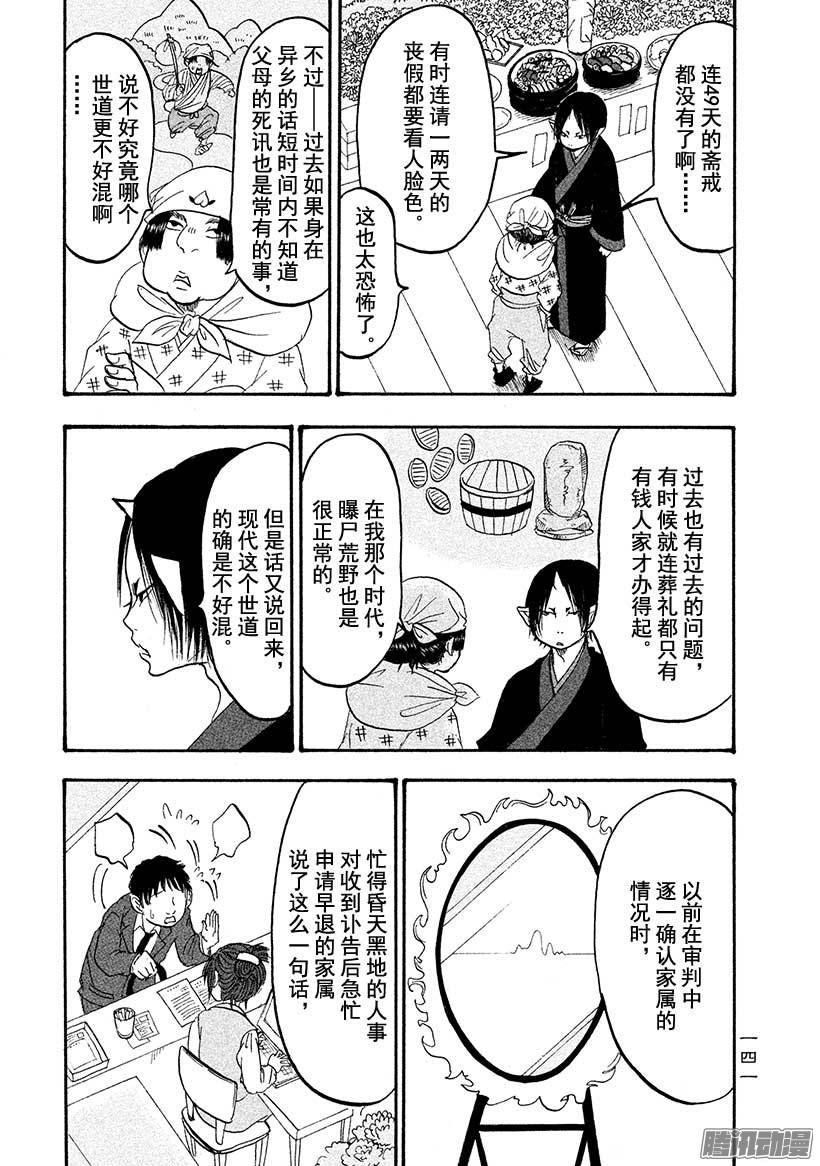 连49天的斋戒
都没有了啊……
有时连请一两天的
丧假都要看人脸色。
这也太恐怖了。
不过——过去如果身在
异乡的话短时间内不知道
父母的死讯也是常有的事，
说不好究竟哪个
世道更不好混啊
……
过去也有过去的问题，
有时候就连葬礼都只有
有钱人家才办得起。
在我那个时代，
曝尸荒野也是
很正常的。
但是话又说回来，
现代这个世道
的确是不好混。
以前在审判中
逐一确认家属的
情况时，
忙得昏天黑地的人事
对收到讣告后急忙
申请早退的家属
说了这么一句话，
一四一
腾讯动漫